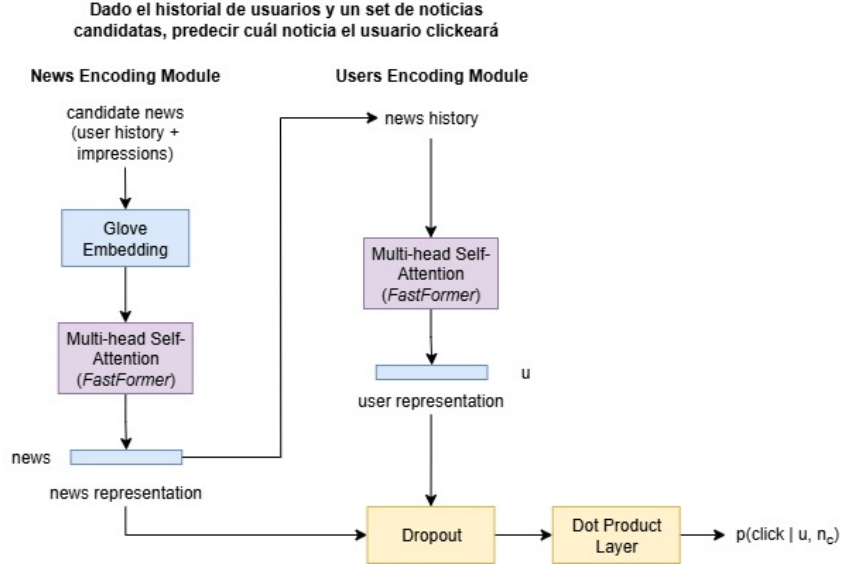 Dado el historial de usuarios y un set de noticias
candidatas, predecir cuál noticia el usuario clickeará
News Encoding Module
candidate news
(user history +
impressions)
Glove
Embedding
Multi-head Self-
Attention
(FastFormer)
news
news representation
Users Encoding Module
news history
Multi-head Self-
Attention
(FastFormer)
u
user representation
Dropout
Dot Product
Layer
p(click | u, n_c)